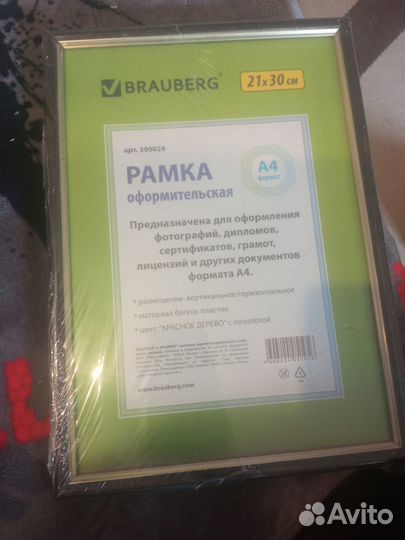 BRAUBERG
21x30 см
арт. 390024
РАМКА
оформительская
А4
формат
Предназначена для оформления
фотографий, дипломов,
сертификатов, грамот,
лицензий и других документов
формата А4.
• размещение: вертикальное/горизонтальное
• материал багета: пластик
• цвет: "КРАСНОЕ ДЕРЕВО" с позолотой
www.brauberg.com
Avito